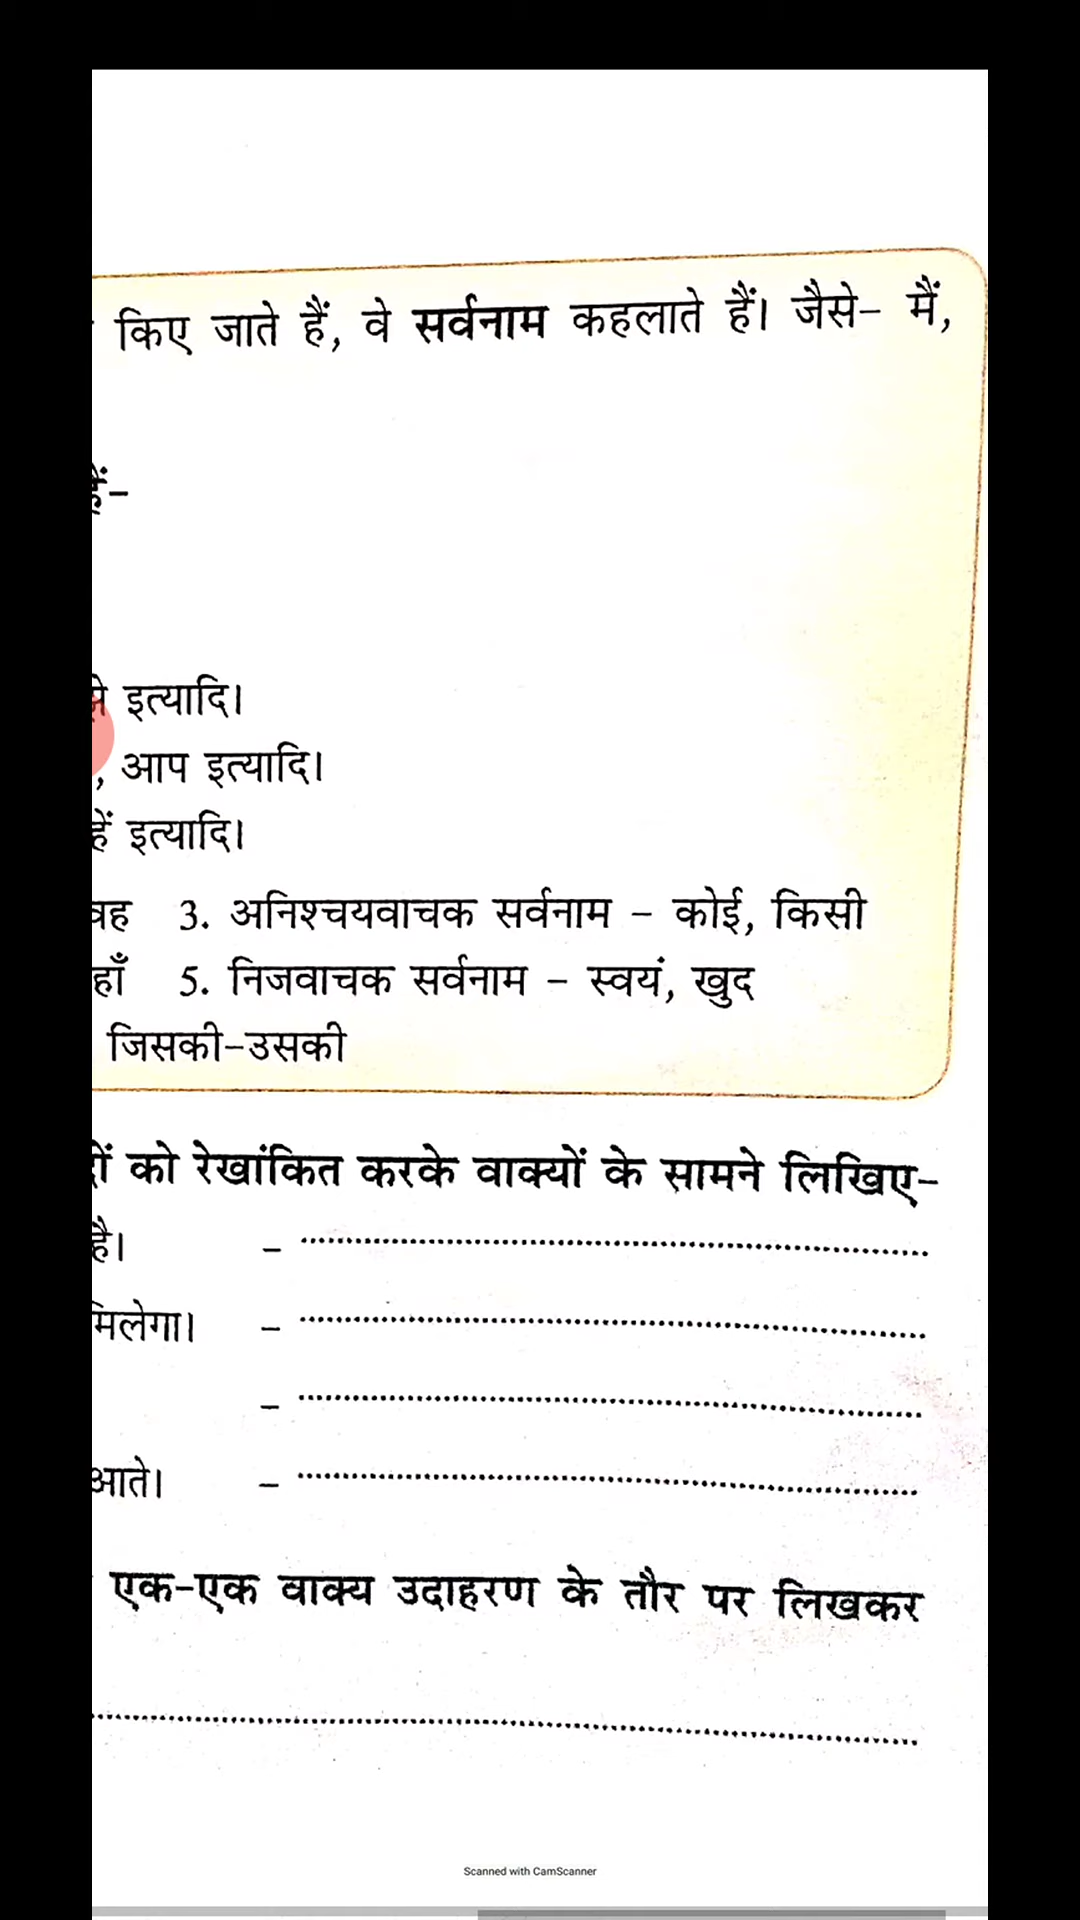 किए जाते हैं, वे सर्वनाम कहलाते हैं। जैसे- मैं,
हैं-
इत्यादि।
, आप इत्यादि।
इत्यादि।
3. अनिश्चयवाचक सर्वनाम - कोई, किसी
5. निजवाचक सर्वनाम - स्वयं, खुद
जिसकी-उसकी
को रेखांकित करके वाक्यों के सामने लिखिए-
है। - ........................
मिलेगा। - ........................
- ........................
आते। - ........................
एक-एक वाक्य उदाहरण के तौर पर लिखकर
........................
Scanned with CamScanner